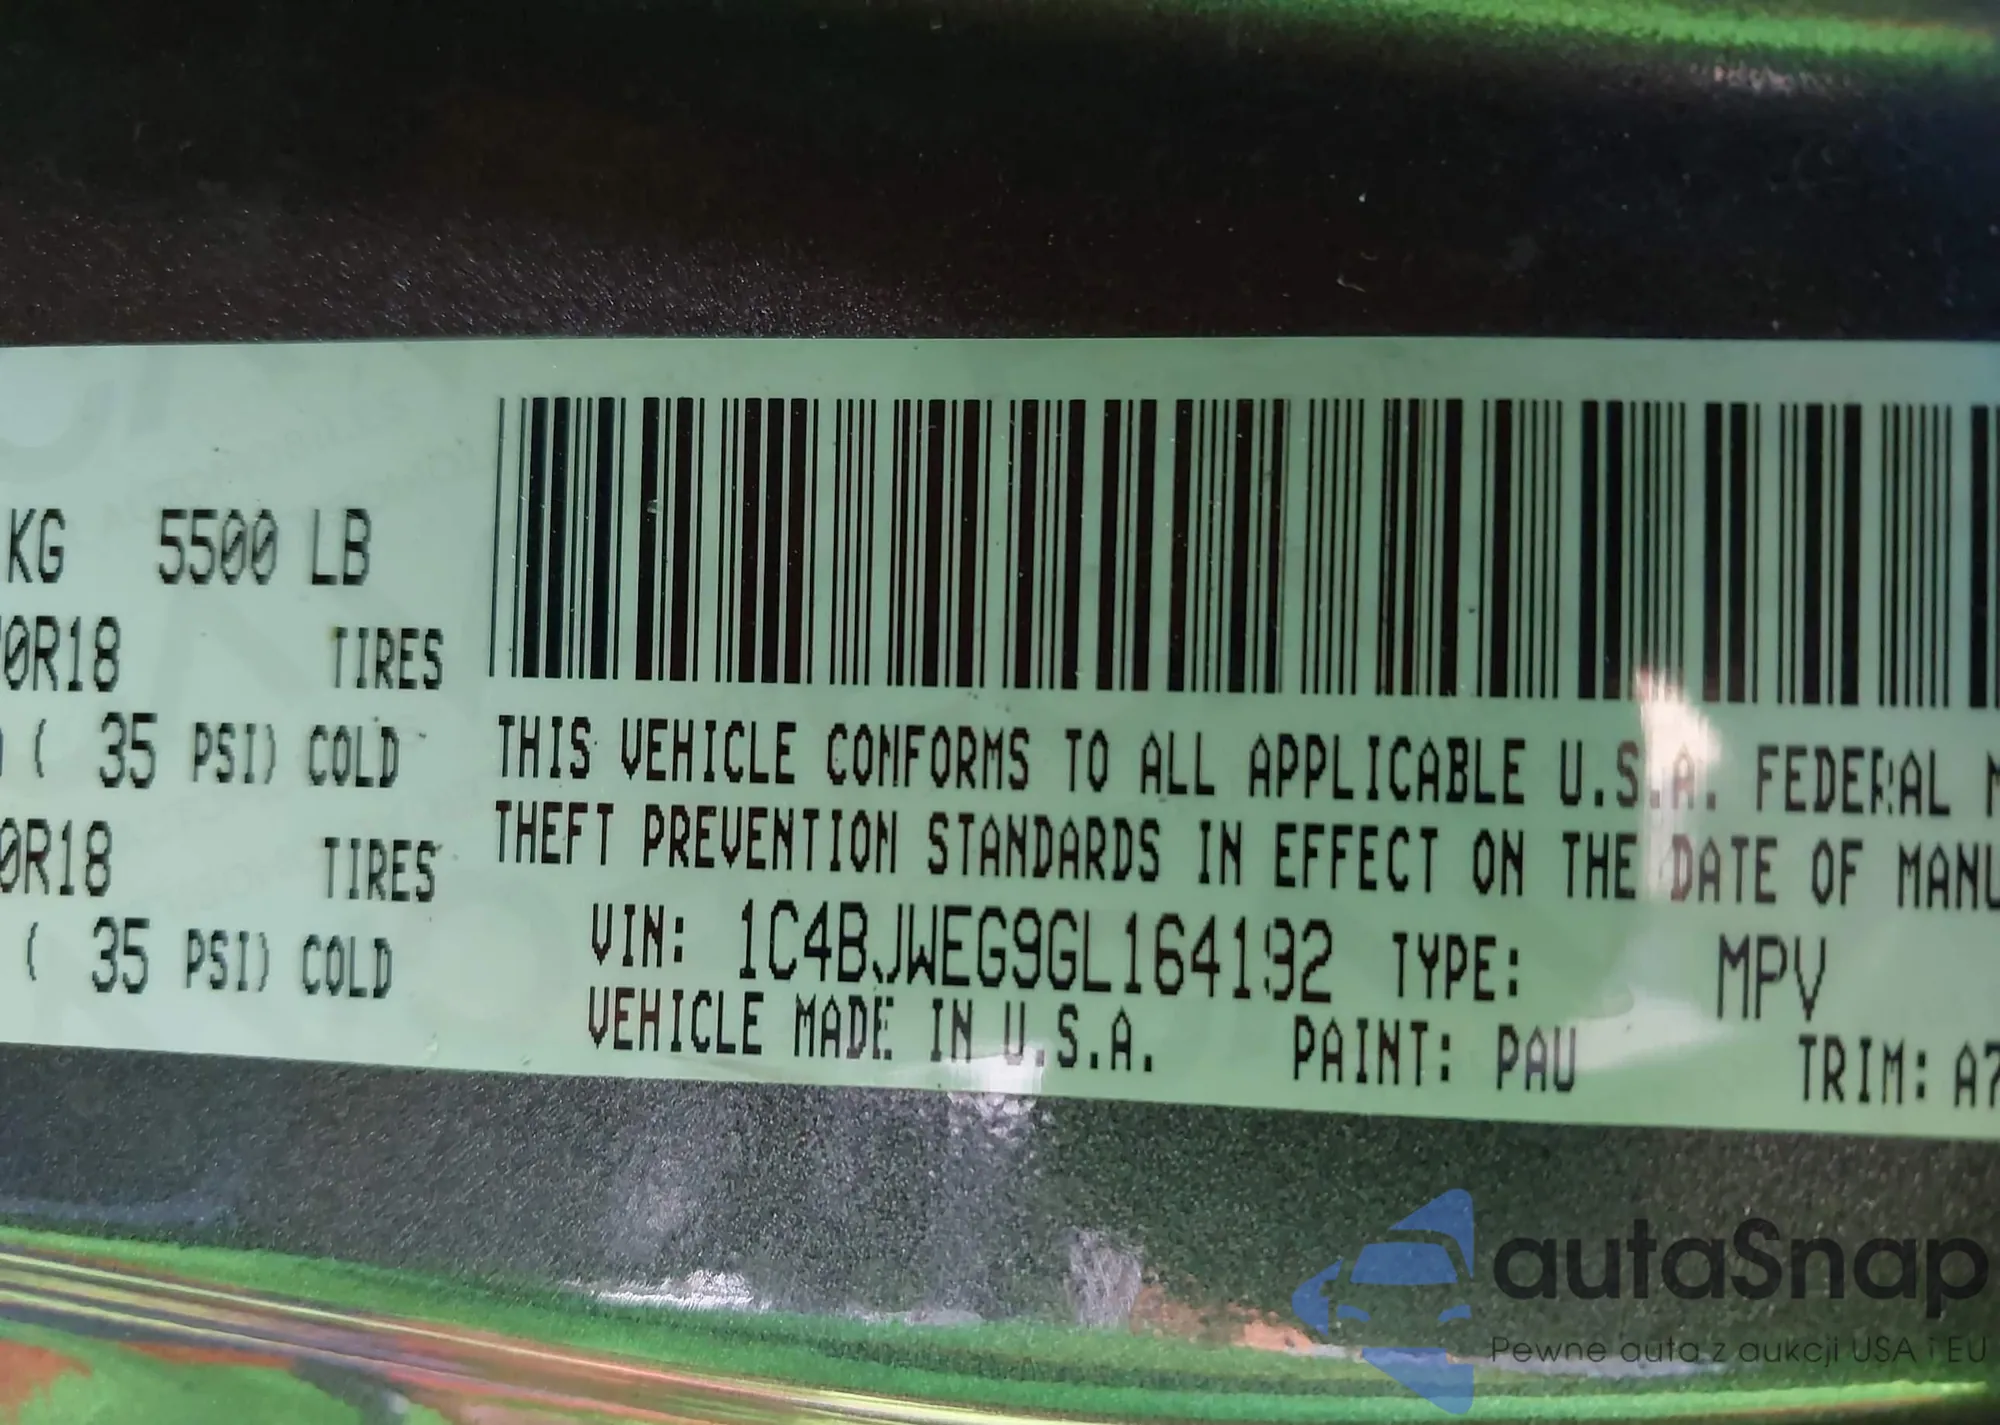 KG 5500 LB
0R18 TIRES
( 35 PSI) COLD
0R18 TIRES
( 35 PSI) COLD
THIS VEHICLE CONFORMS TO ALL APPLICABLE U.S.A. FEDERAL M
THEFT PREVENTION STANDARDS IN EFFECT ON THE DATE OF MANU
VIN: 1C4BJWEG9GL164192 TYPE: MPV
VEHICLE MADE IN U.S.A. PAINT: PAU TRIM: A7
autaSnap
Pewne auta z aukcji USA i EU